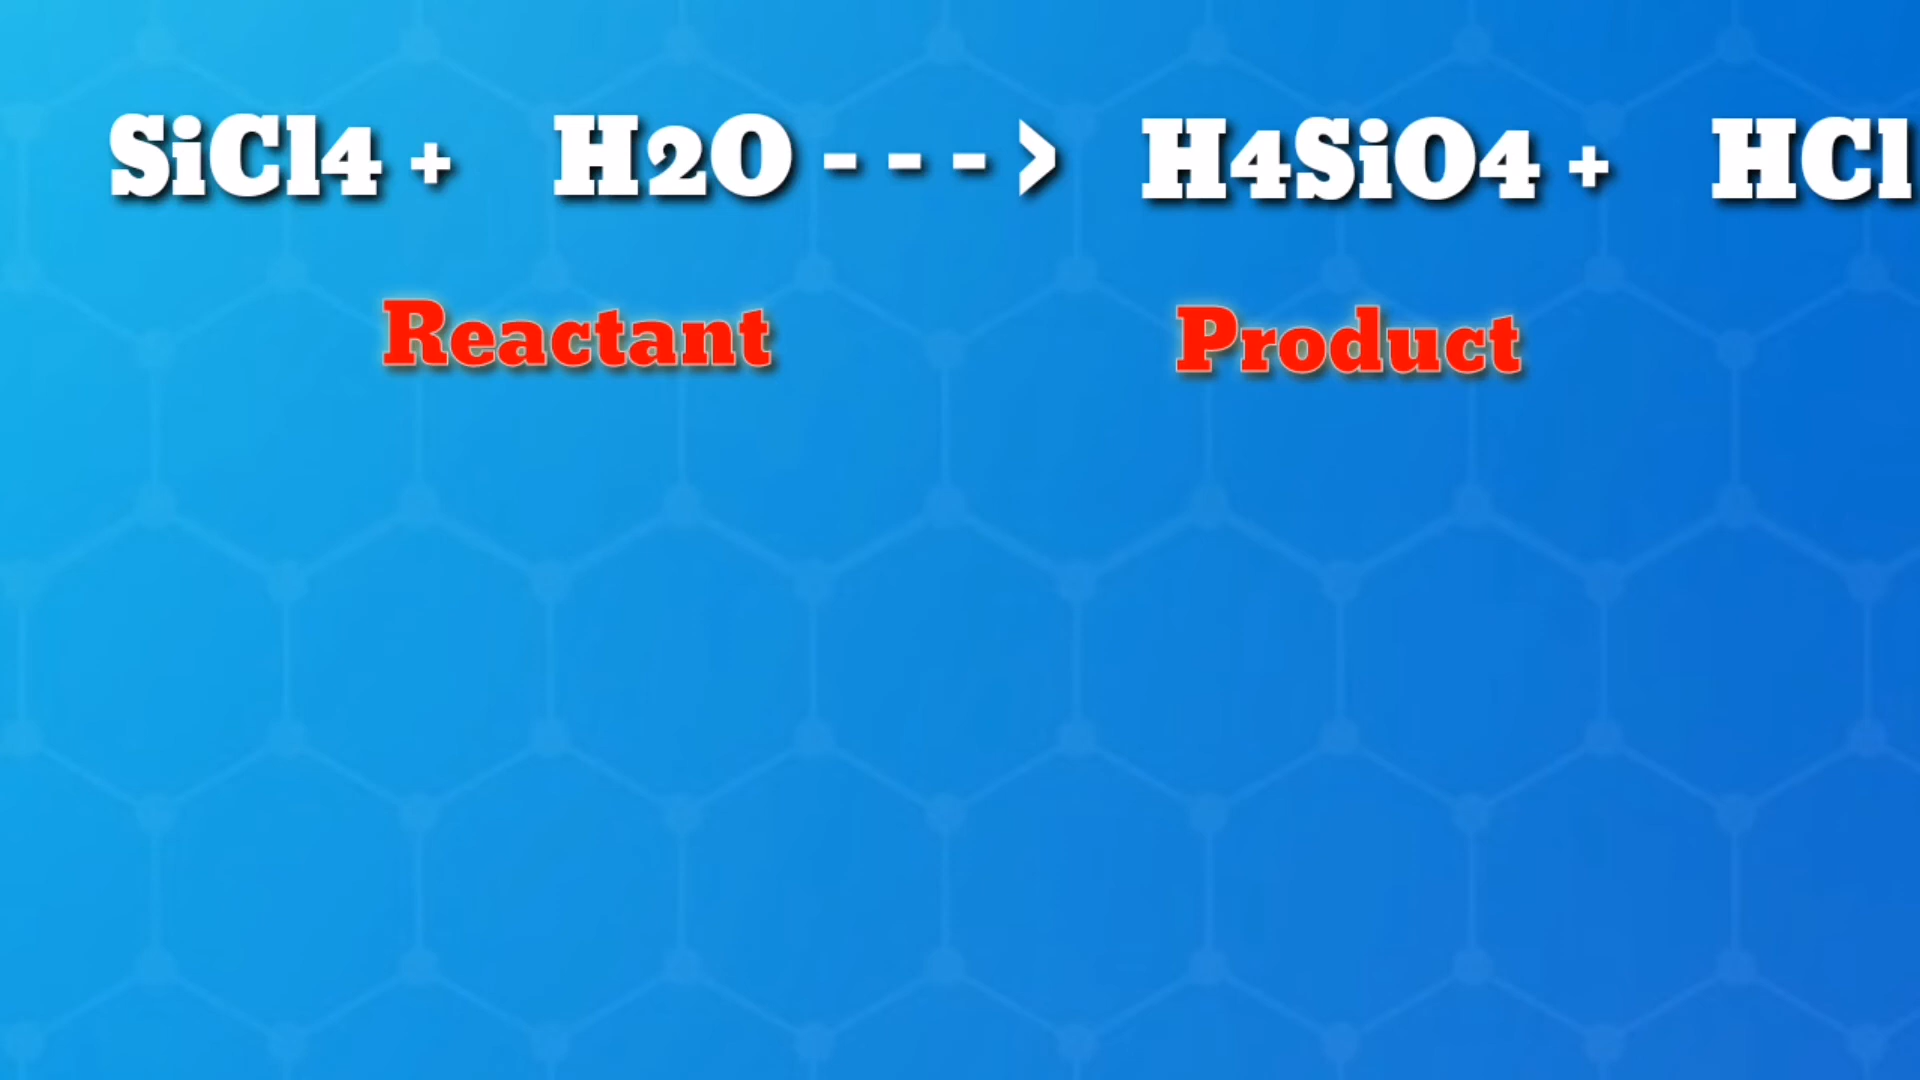 SiCl4 + H2O - - - > H4SiO4 + HCl
Reactant Product